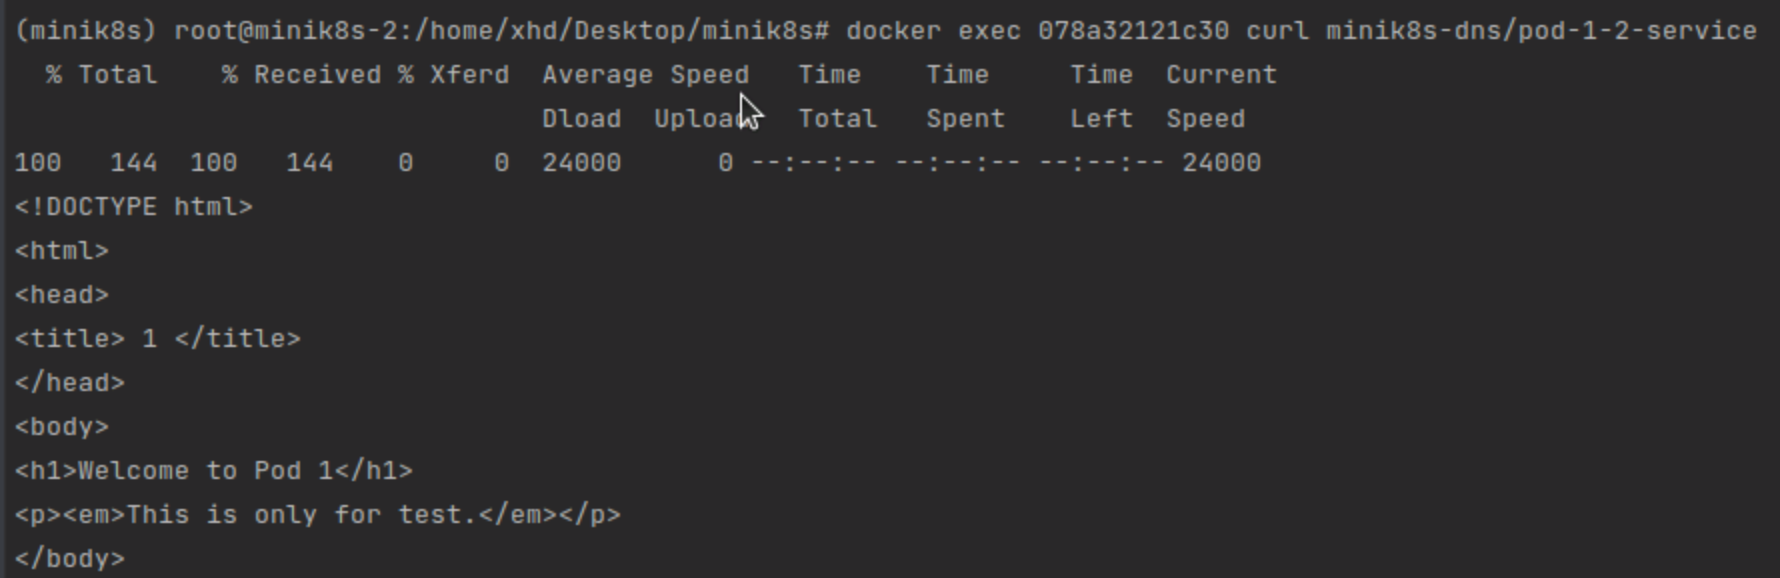 (minik8s) root@minik8s-2:/home/xhd/Desktop/minik8s# docker exec 078a32121c30 curl minik8s-dns/pod-1-2-service
  % Total    % Received % Xferd  Average Speed   Time    Time     Time  Current
                                 Dload  Upload   Total   Spent    Left  Speed
100   144  100   144    0     0  24000      0 --:--:-- --:--:-- --:--:-- 24000
<!DOCTYPE html>
<html>
<head>
<title> 1 </title>
</head>
<body>
<h1>Welcome to Pod 1</h1>
<p><em>This is only for test.</em></p>
</body>